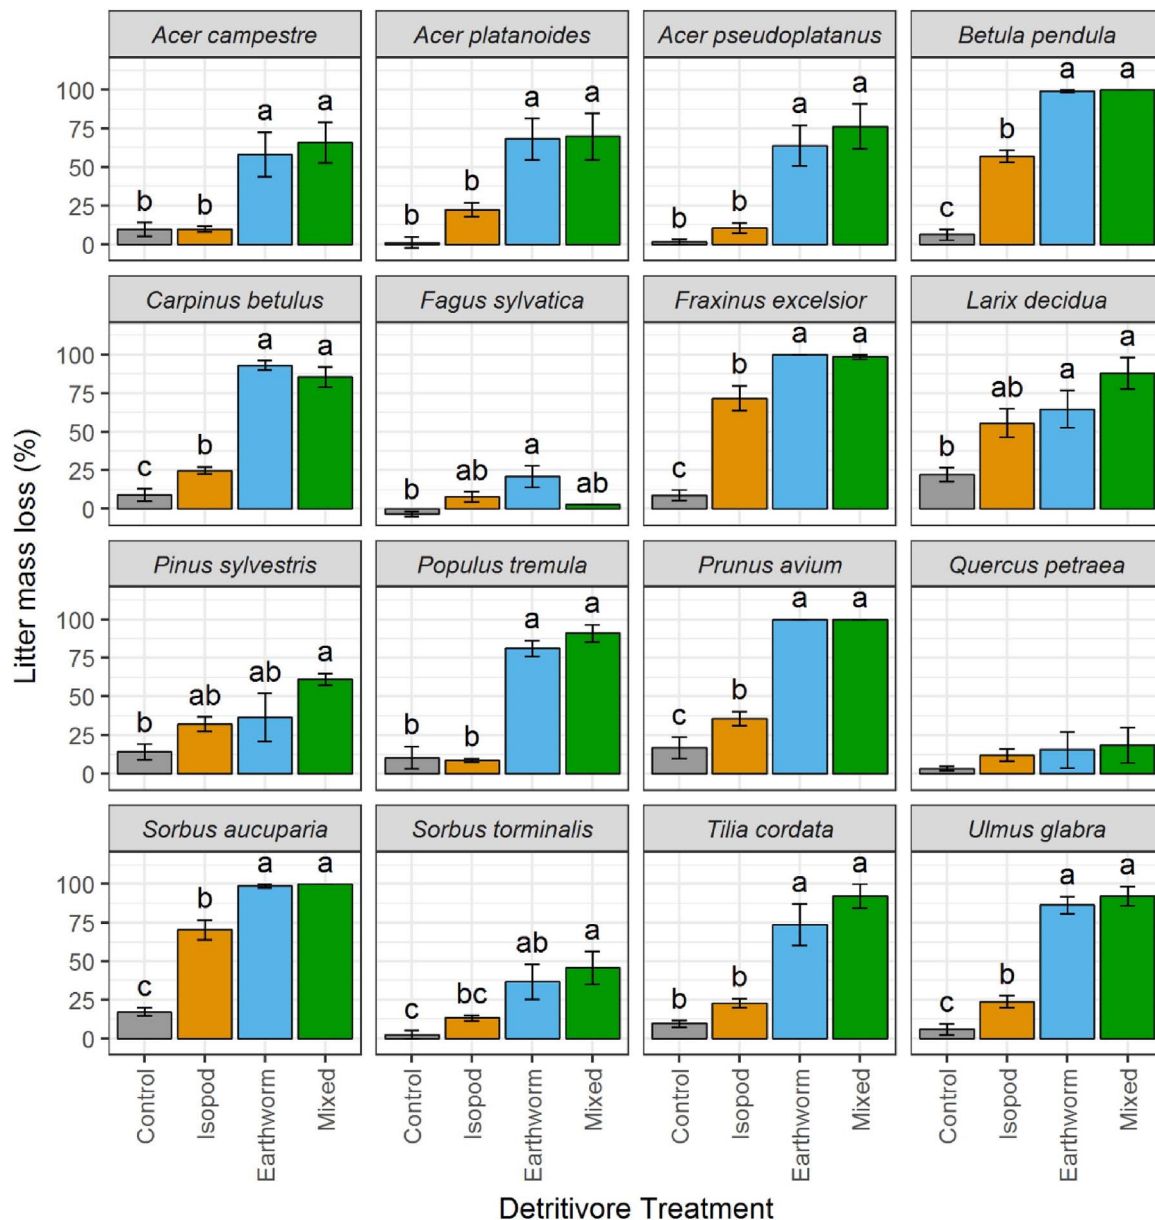 Acer campestre Acer platanoides Acer pseudoplatanus Betula pendula
a a
a a a a a a
b
b b b b b b c
100
75
50
25
0
Carpinus betulus Fagus sylvatica Fraxinus excelsior Larix decidua
a a a a a
b ab a
c b b ab a ab c b
100
75
50
25
0
Pinus sylvestris Populus tremula Prunus avium Quercus petraea
a a a a
b ab ab a b b c b
100
75
50
25
0
Sorbus aucuparia Sorbus torminalis Tilia cordata Ulmus glabra
a a a a a a
c b c bc ab a b b c b
100
75
50
25
0
Control Isopod Earthworm Mixed Control Isopod Earthworm Mixed Control Isopod Earthworm Mixed Control Isopod Earthworm Mixed
Litter mass loss (%)
Detritivore Treatment